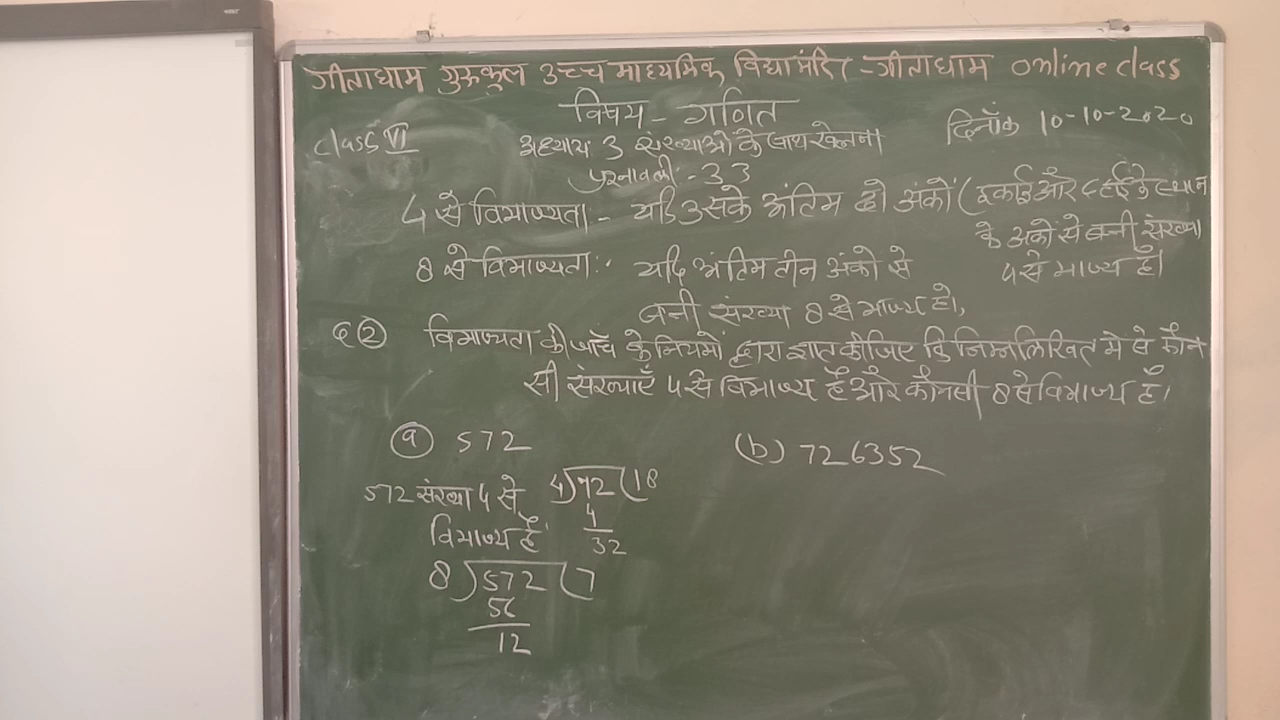 गीताधाम गुरुकुल उच्च माध्यमिक विद्या मंदिर - गीताधाम online class
विषय - गणित
दिनाँक 10-10-2020
class VI
अध्याय 3 संख्याओ के साथ खेलना
प्रश्नावली - 3.3
4 से विभाज्यता - यदि उसके अंतिम दो अंकों (इकाई और दहाई के स्थान
के अंको से बनी संख्या
4 से भाज्य हो।
8 से विभाज्यता :- यदि अंतिम तीन अंको से
बनी संख्या 8 से भाज्य हो,
Q ② विभाज्यता की जाँच के नियमों द्वारा ज्ञात कीजिए कि निम्नलिखित मे से कौन
सी संख्याएँ 4 से विभाज्य हैं और कौनसी 8 से विभाज्य हैं।
ⓐ 572
(b) 726352
572 संख्या 4 से
विभाज्य हैं
4)72(18
4
32
8)572(7
56
12